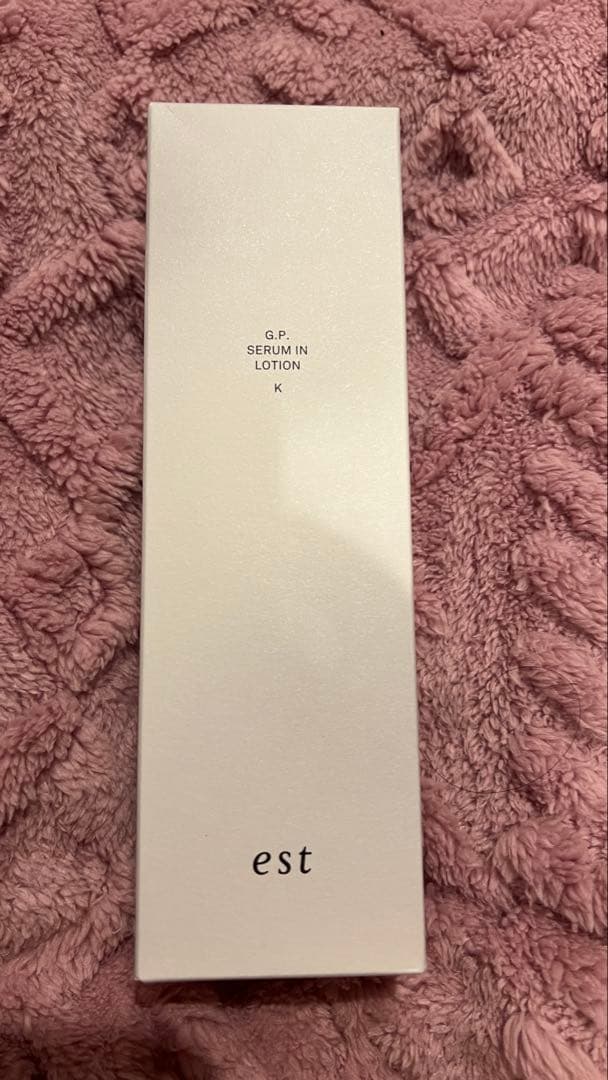 G.P.
SERUM IN
LOTION
K
est